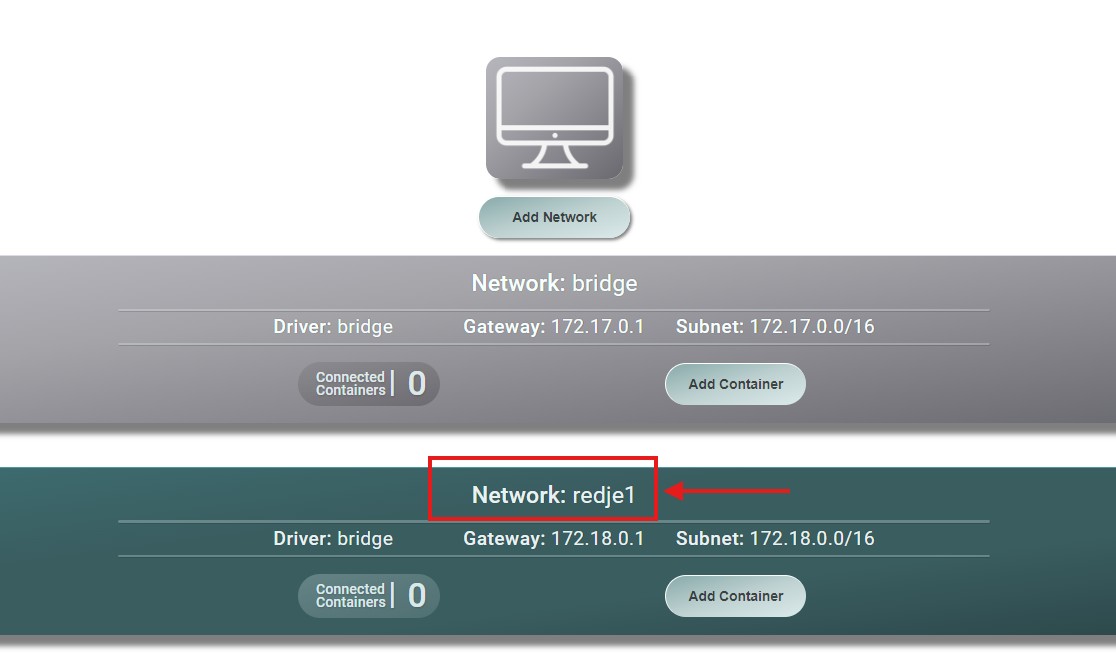 Add Network
Network: bridge
Driver: bridge Gateway: 172.17.0.1 Subnet: 172.17.0.0/16
Connected
Containers | 0
Add Container
Network: redje1
Driver: bridge Gateway: 172.18.0.1 Subnet: 172.18.0.0/16
Connected
Containers | 0
Add Container